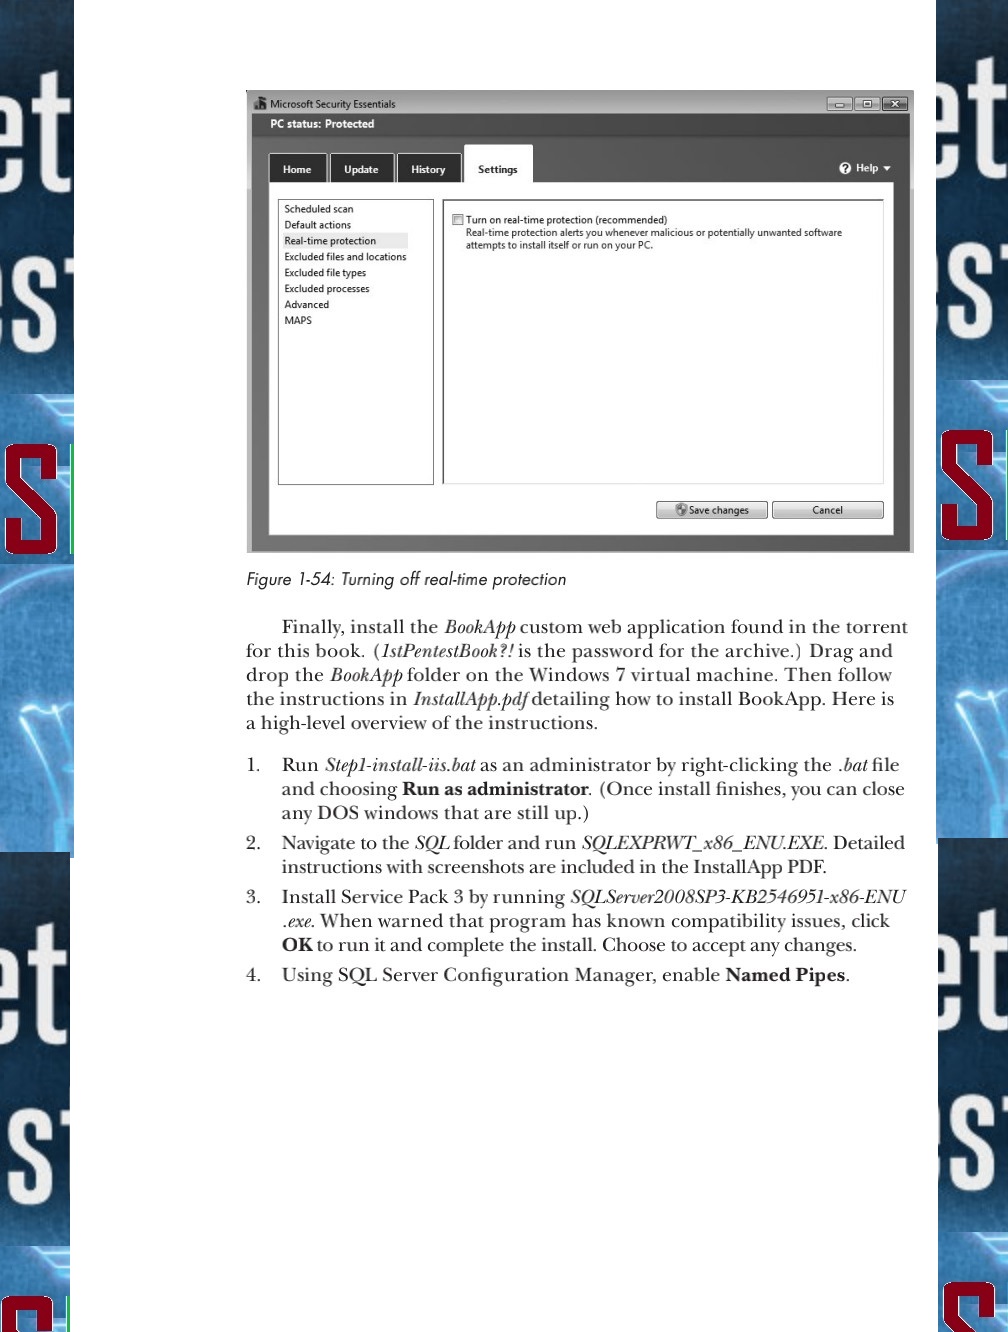 Microsoft Security Essentials
PC status: Protected
Home
Update
History
Settings
Help
Scheduled scan
Default actions
Real-time protection
Excluded files and locations
Excluded file types
Excluded processes
Advanced
MAPS
Turn on real-time protection (recommended)
Real-time protection alerts you whenever malicious or potentially unwanted software
attempts to install itself or run on your PC.
Save changes
Cancel
Figure 1-54: Turning off real-time protection
Finally, install the BookApp custom web application found in the torrent
for this book. (1stPentestBook?! is the password for the archive.) Drag and
drop the BookApp folder on the Windows 7 virtual machine. Then follow
the instructions in InstallApp.pdf detailing how to install BookApp. Here is
a high-level overview of the instructions.
1. Run Step1-install-iis.bat as an administrator by right-clicking the .bat file
and choosing Run as administrator. (Once install finishes, you can close
any DOS windows that are still up.)
2. Navigate to the SQL folder and run SQLEXPRWT_x86_ENU.EXE. Detailed
instructions with screenshots are included in the InstallApp PDF.
3. Install Service Pack 3 by running SQLServer2008SP3-KB2546951-x86-ENU
.exe. When warned that program has known compatibility issues, click
OK to run it and complete the install. Choose to accept any changes.
4. Using SQL Server Configuration Manager, enable Named Pipes.